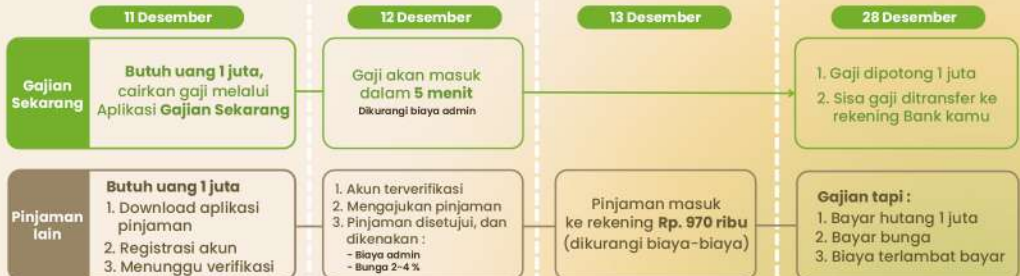 11 Desember
12 Desember
13 Desember
28 Desember
Gajian
Sekarang
Butuh uang 1 juta,
cairkan gaji melalui
Aplikasi Gajian Sekarang
Gaji akan masuk
dalam 5 menit
Dikurangi biaya admin
1. Gaji dipotong 1 juta
2. Sisa gaji ditransfer ke
rekening Bank kamu
Pinjaman
lain
Butuh uang 1 juta
1. Download aplikasi
pinjaman
2. Registrasi akun
3. Menunggu verifikasi
1. Akun terverifikasi
2. Mengajukan pinjaman
3. Pinjaman disetujui, dan
dikenakan :
- Biaya admin
- Bunga 2-4 %
Pinjaman masuk
ke rekening Rp. 970 ribu
(dikurangi biaya-biaya)
Gajian tapi :
1. Bayar hutang 1 juta
2. Bayar bunga
3. Biaya terlambat bayar